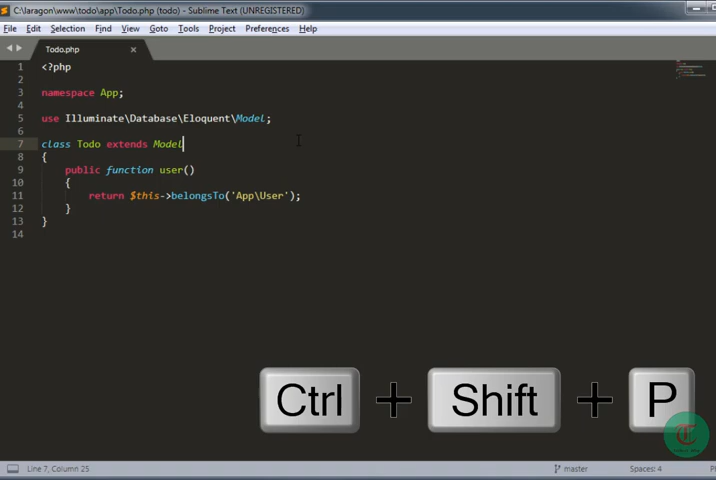 C:\laragon\www\todo\app\Todo.php (todo) - Sublime Text (UNREGISTERED)
File Edit Selection Find View Goto Tools Project Preferences Help
Todo.php ×
1 <?php
2
3 namespace App;
4
5 use Illuminate\Database\Eloquent\Model;
6
7 class Todo extends Model
8 {
9 public function user()
10 {
11 return $this->belongsTo('App\User');
12 }
13 }
14
Ctrl + Shift + P
Line 7, Column 25 master Spaces: 4